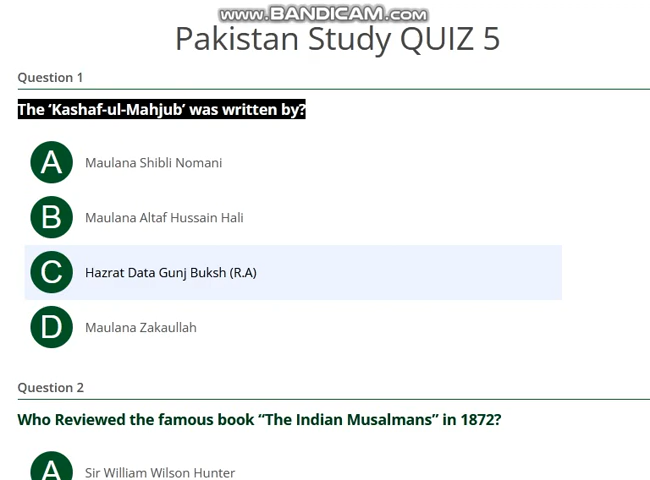 www.BANDICAM.com
Pakistan Study QUIZ 5
Question 1
The ‘Kashaf-ul-Mahjub’ was written by?
A Maulana Shibli Nomani
B Maulana Altaf Hussain Hali
C Hazrat Data Gunj Buksh (R.A)
D Maulana Zakaullah
Question 2
Who Reviewed the famous book “The Indian Musalmans” in 1872?
A Sir William Wilson Hunter